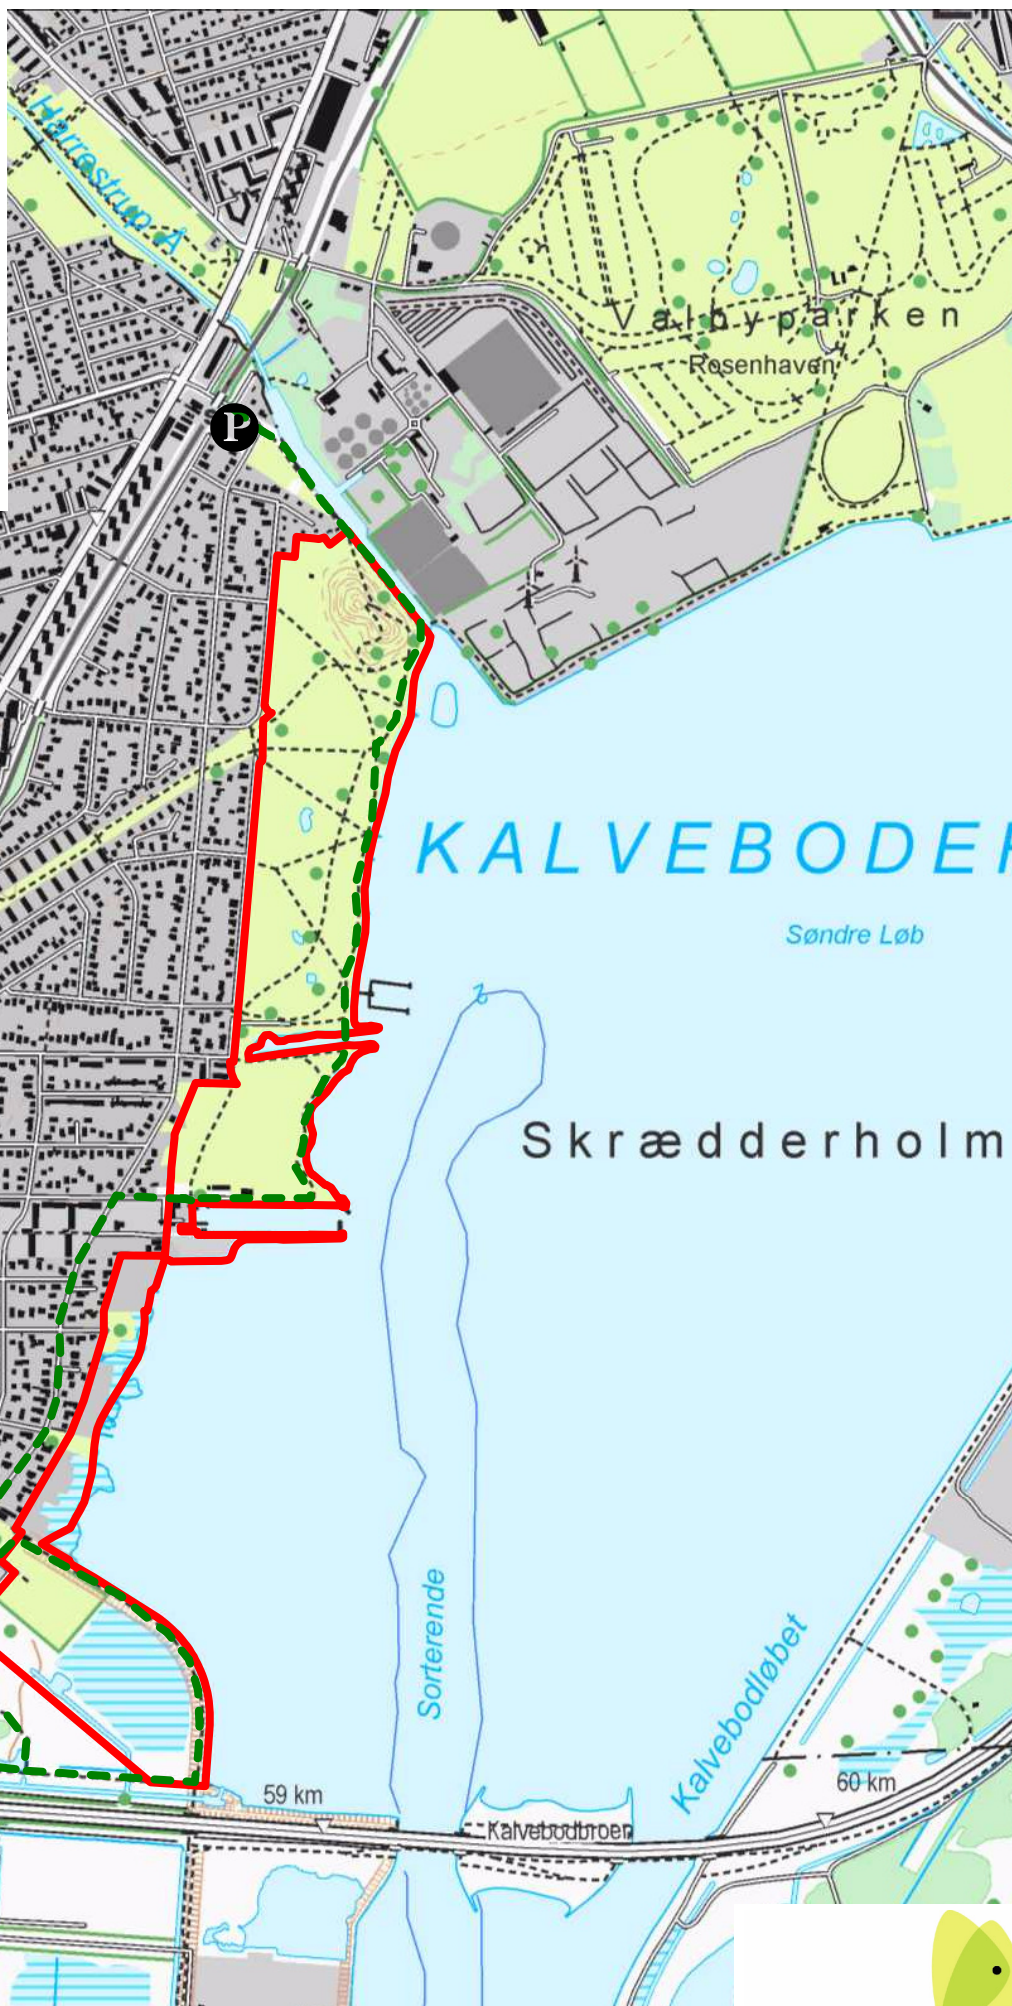 Harrestrup Å
Valbyparken
Rosenhaven
P
KALVEBODER
Søndre Løb
Skrædderholm
Sorterende
Kalvebodløbet
59 km
60 km
Kalvebodbroen